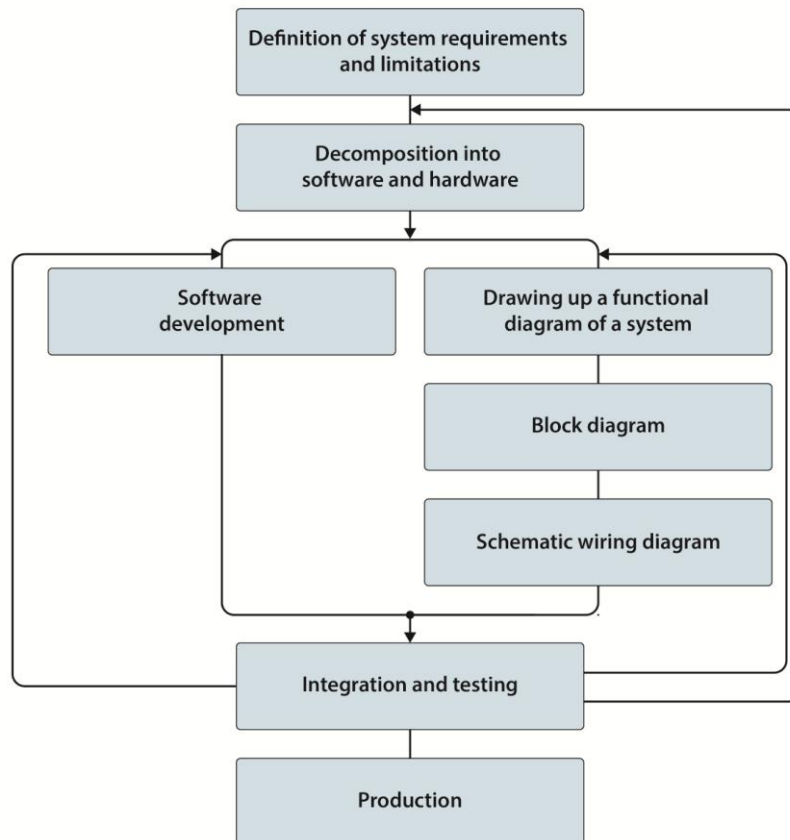 Definition of system requirements
and limitations
Decomposition into
software and hardware
Software
development
Drawing up a functional
diagram of a system
Block diagram
Schematic wiring diagram
Integration and testing
Production